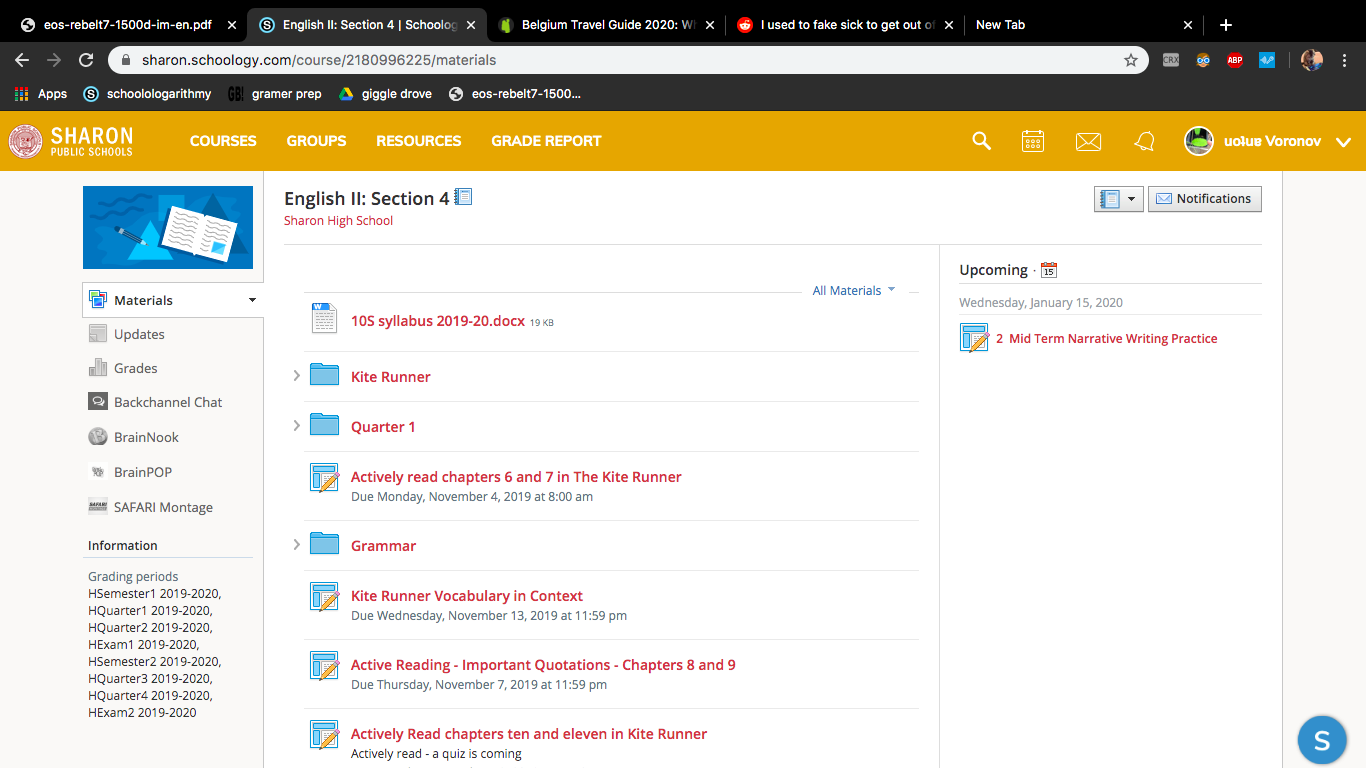 eos-rebelt7-1500d-im-en.pdf
English II: Section 4 | Schoolog
Belgium Travel Guide 2020: Wh
I used to fake sick to get out of
New Tab
sharon.schoology.com/course/2180996225/materials
CRX
ABP
Apps
schoolologarithmy
GB!
gramer prep
giggle drove
eos-rebelt7-1500...
SHARON
PUBLIC SCHOOLS
COURSES
GROUPS
RESOURCES
GRADE REPORT
Voronov
English II: Section 4
Sharon High School
Notifications
Materials
Updates
Grades
Backchannel Chat
BrainNook
BrainPOP
SAFARI Montage
Information
Grading periods
HSemester1 2019-2020,
HQuarter1 2019-2020,
HQuarter2 2019-2020,
HExam1 2019-2020,
HSemester2 2019-2020,
HQuarter3 2019-2020,
HQuarter4 2019-2020,
HExam2 2019-2020
All Materials
10S syllabus 2019-20.docx 19 KB
Kite Runner
Quarter 1
Actively read chapters 6 and 7 in The Kite Runner
Due Monday, November 4, 2019 at 8:00 am
Grammar
Kite Runner Vocabulary in Context
Due Wednesday, November 13, 2019 at 11:59 pm
Active Reading - Important Quotations - Chapters 8 and 9
Due Thursday, November 7, 2019 at 11:59 pm
Actively Read chapters ten and eleven in Kite Runner
Actively read - a quiz is coming
Upcoming · 15
Wednesday, January 15, 2020
2 Mid Term Narrative Writing Practice
S